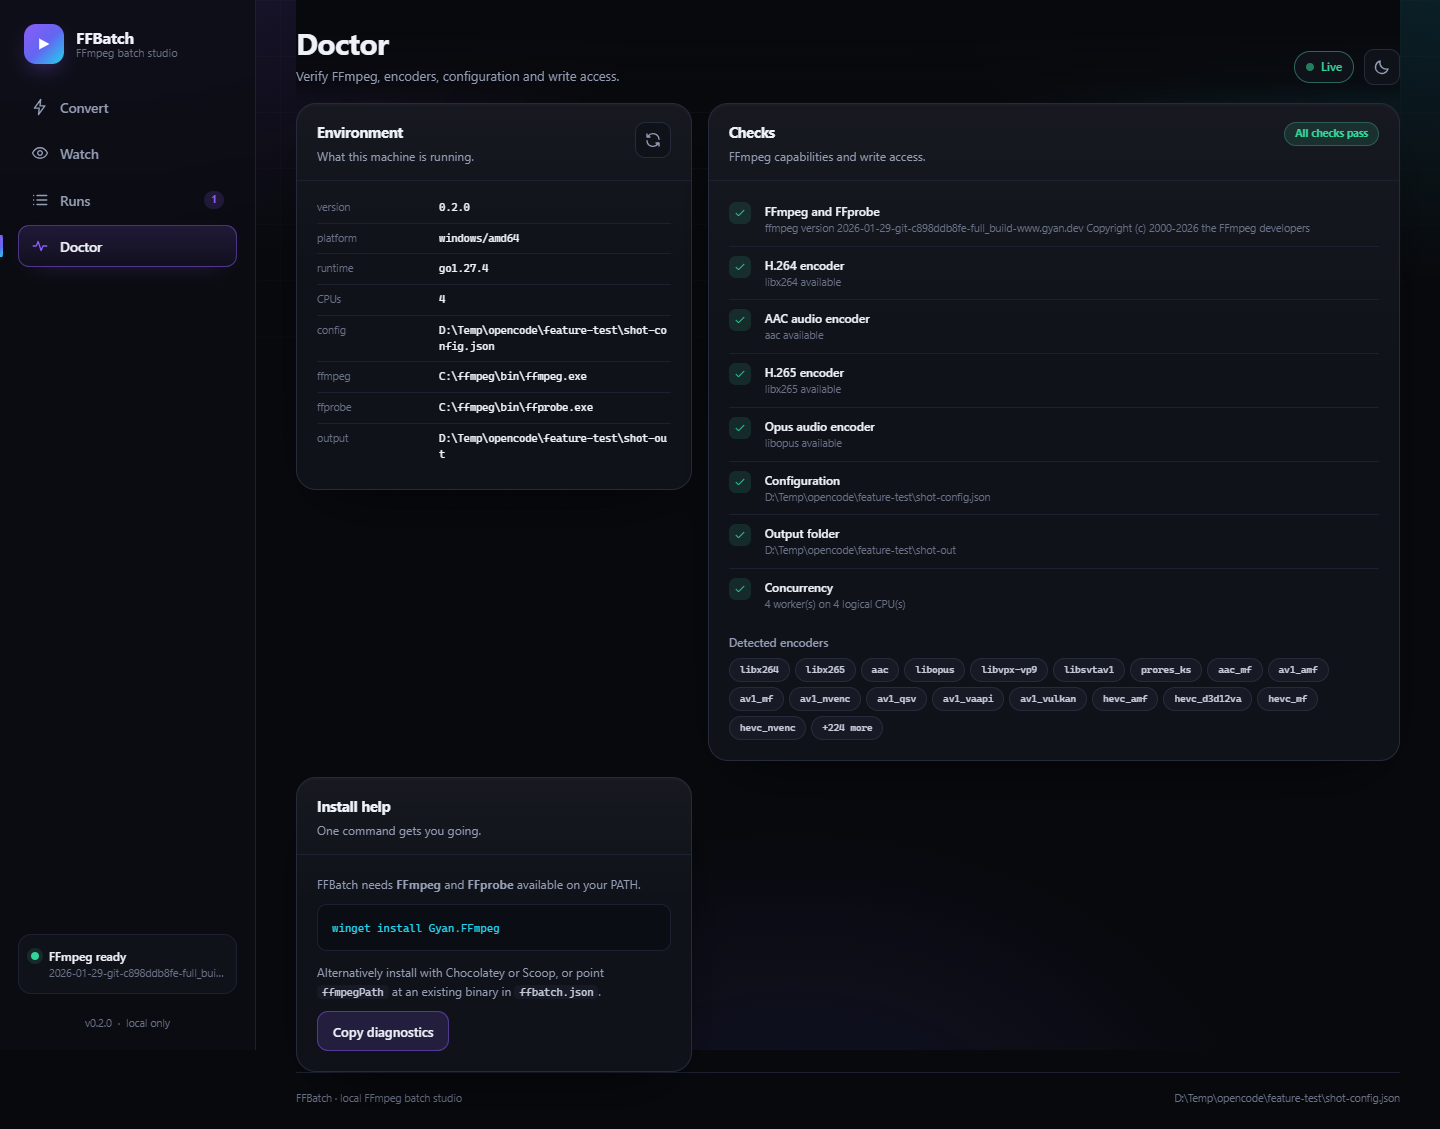 FFBatch
FFmpeg batch studio
Convert
Watch
Runs
1
Doctor
FFmpeg ready
2026-01-29-git-c898ddb8fe-full_bui...
v0.2.0 · local only
Doctor
Verify FFmpeg, encoders, configuration and write access.
Live
Environment
What this machine is running.
version 0.2.0
platform windows/amd64
runtime go1.27.4
CPUs 4
config D:\Temp\opencode\feature-test\shot-co
nfig.json
ffmpeg C:\ffmpeg\bin\ffmpeg.exe
ffprobe C:\ffmpeg\bin\ffprobe.exe
output D:\Temp\opencode\feature-test\shot-ou
t
Checks
FFmpeg capabilities and write access.
All checks pass
FFmpeg and FFprobe
ffmpeg version 2026-01-29-git-c898ddb8fe-full_build-www.gyan.dev Copyright (c) 2000-2026 the FFmpeg developers
H.264 encoder
libx264 available
AAC audio encoder
aac available
H.265 encoder
libx265 available
Opus audio encoder
libopus available
Configuration
D:\Temp\opencode\feature-test\shot-config.json
Output folder
D:\Temp\opencode\feature-test\shot-out
Concurrency
4 worker(s) on 4 logical CPU(s)
Detected encoders
libx264 libx265 aac libopus libvpx-vp9 libsvtav1 prores_ks aac_mf av1_amf
av1_mf av1_nvenc av1_qsv av1_vaapi av1_vulkan hevc_amf hevc_d3d12va hevc_mf
hevc_nvenc +224 more
Install help
One command gets you going.
FFBatch needs FFmpeg and FFprobe available on your PATH.
winget install Gyan.FFmpeg
Alternatively install with Chocolatey or Scoop, or point
ffmpegPath at an existing binary in ffbatch.json.
Copy diagnostics
FFBatch · local FFmpeg batch studio
D:\Temp\opencode\feature-test\shot-config.json